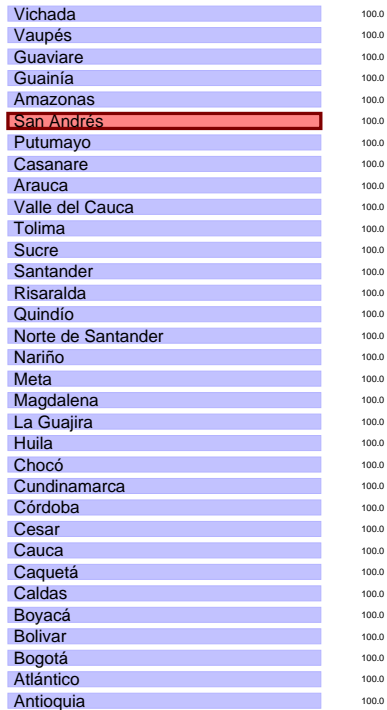 Vichada 100.0
Vaupés 100.0
Guaviare 100.0
Guainía 100.0
Amazonas 100.0
San Andrés 100.0
Putumayo 100.0
Casanare 100.0
Arauca 100.0
Valle del Cauca 100.0
Tolima 100.0
Sucre 100.0
Santander 100.0
Risaralda 100.0
Quindío 100.0
Norte de Santander 100.0
Nariño 100.0
Meta 100.0
Magdalena 100.0
La Guajira 100.0
Huila 100.0
Chocó 100.0
Cundinamarca 100.0
Córdoba 100.0
Cesar 100.0
Cauca 100.0
Caquetá 100.0
Caldas 100.0
Boyacá 100.0
Bolivar 100.0
Bogotá 100.0
Atlántico 100.0
Antioquia 100.0